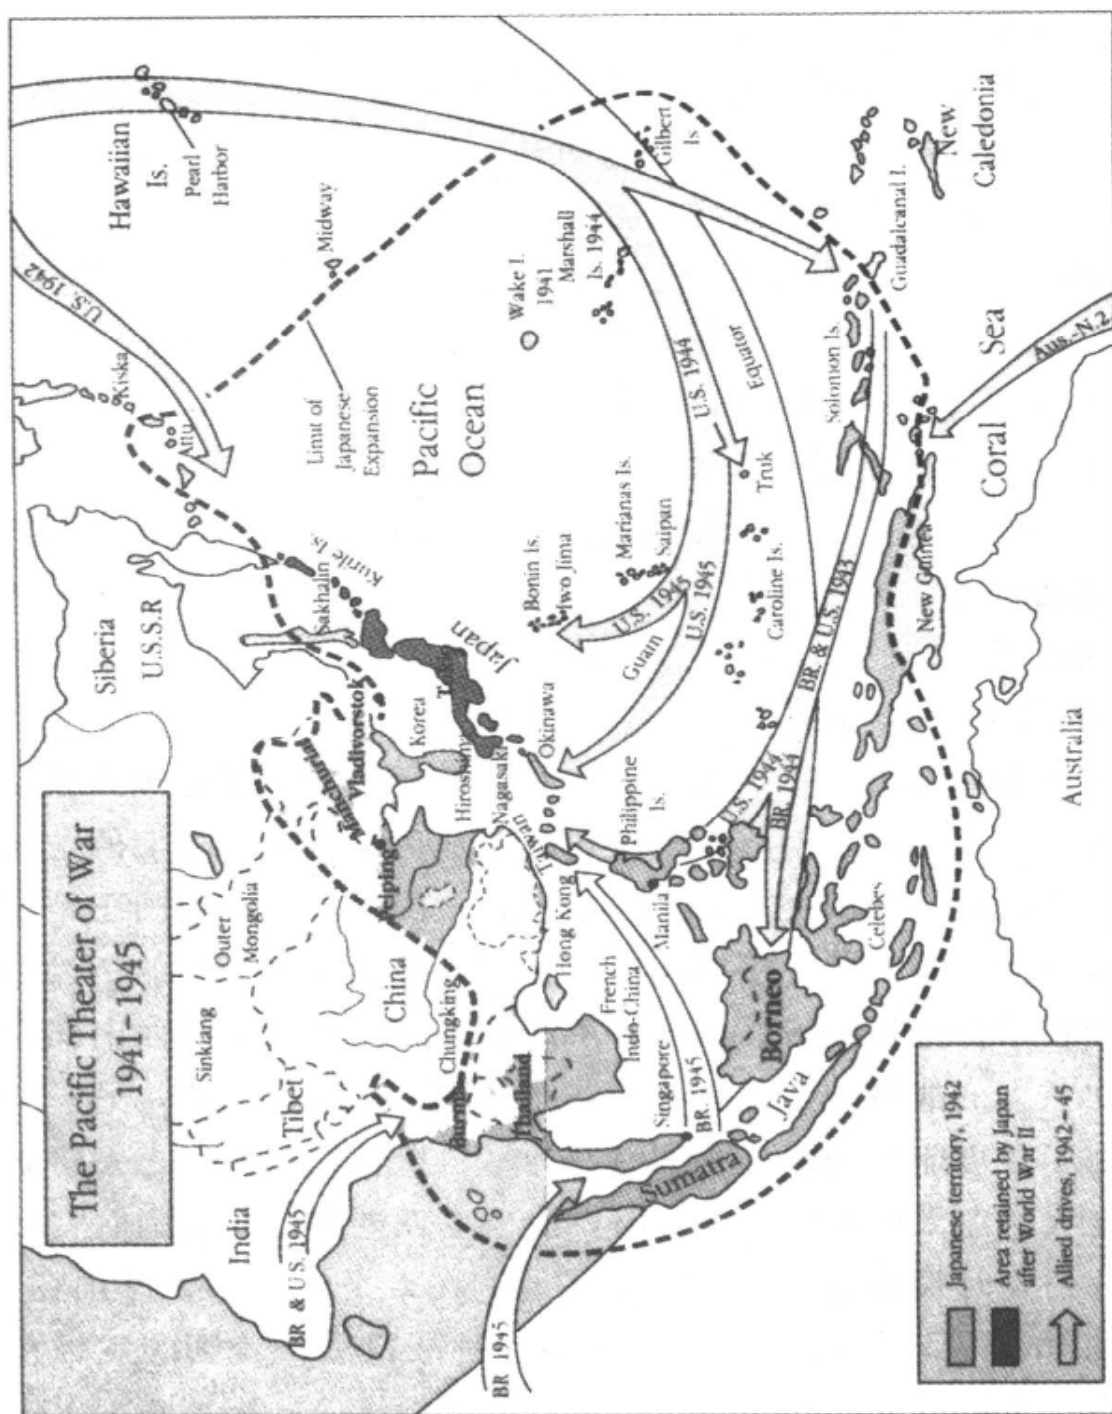 The Pacific Theater of War
1941–1945
Sinkiang
Outer
Mongolia
Siberia
U.S.S.R
Tibet
India
BR & U.S. 1945
China
Chungking
Peiping
Manchuria
Vladivorstok
Korea
Hiroshima
Nagasaki
Japan
T
Sakhalin
Kurile Is.
Attu
Kiska
U.S. 1942
Hawaiian
Is.
Pearl
Harbor
Midway
Limit of
Japanese
Expansion
Pacific
Ocean
Wake I.
1941
Marshall
Is. 1944
Gilbert
Is
Burma
Thailand
French
Indo-China
Hong Kong
Taiwan
Okinawa
Bonin Is.
Iwo Jima
Marianas Is.
Saipan
Guam
U.S. 1945
U.S. 1945
U.S. 1944
U.S. 1944
Equator
Truk
Caroline Is.
Philippine
Is.
Manila
Singapore
BR. 1945
BR 1945
U.S. 1944
BR. 1944
BR. & U.S. 1943
Borneo
Sumatra
Java
Celebes
New Guinea
Solomon Is.
Guadalcanal I.
New
Caledonia
Coral Sea
Aus.-N.Z.
Australia
Japanese territory, 1942
Area retained by Japan
after World War II
Allied drives, 1942–45